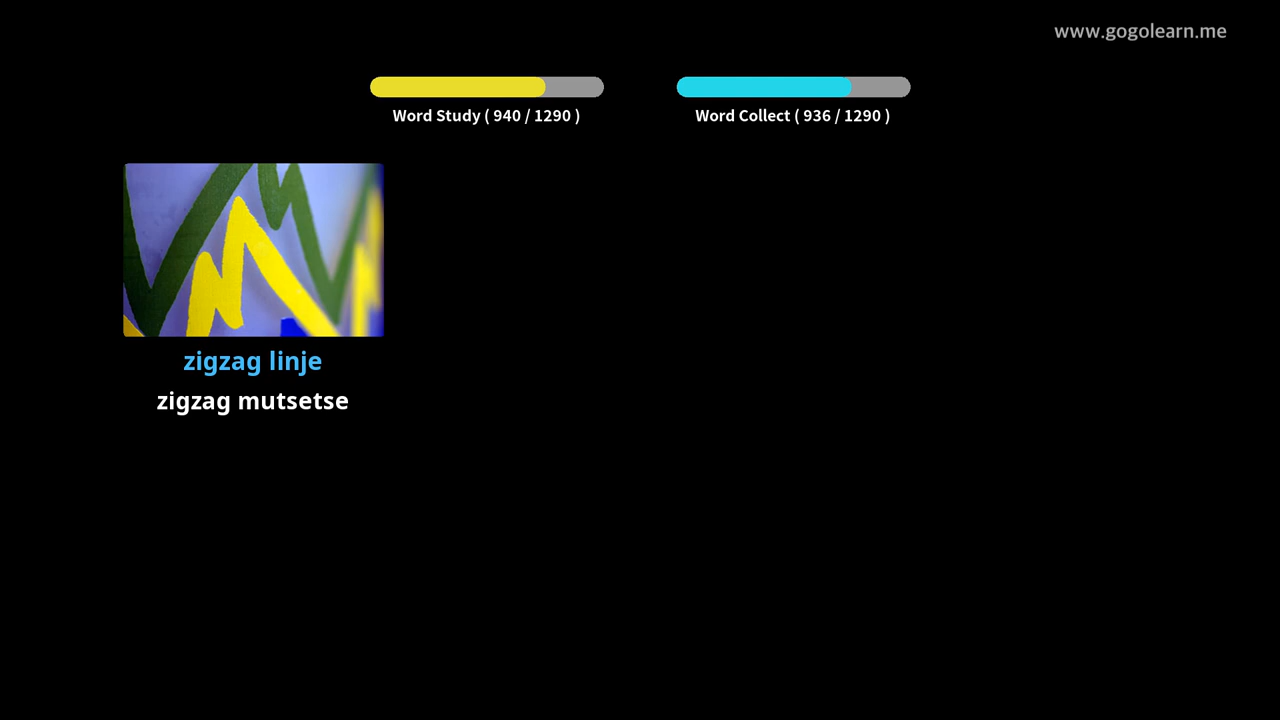 www.gogolearn.me
Word Study ( 940 / 1290 )
Word Collect ( 936 / 1290 )
zigzag linje
zigzag mutsetse